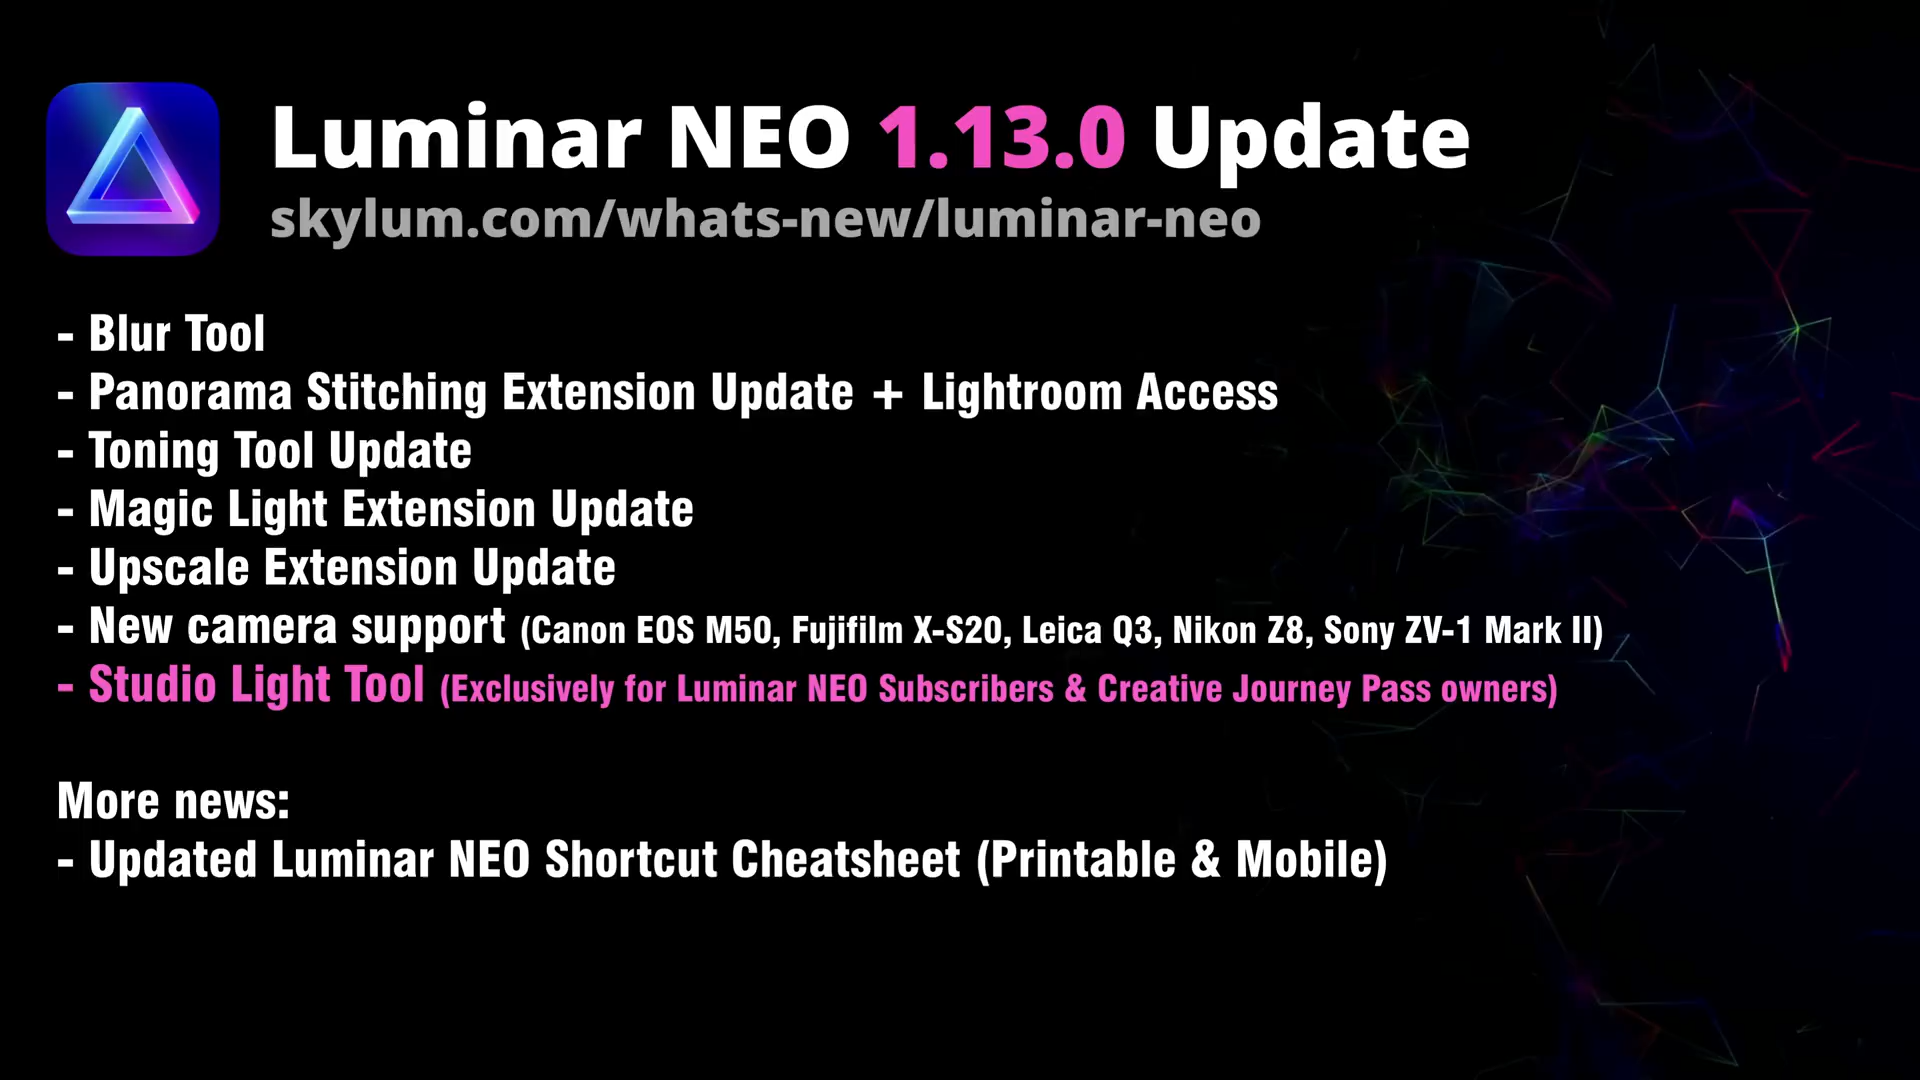 Luminar NEO 1.13.0 Update
skylum.com/whats-new/luminar-neo
- Blur Tool
- Panorama Stitching Extension Update + Lightroom Access
- Toning Tool Update
- Magic Light Extension Update
- Upscale Extension Update
- New camera support (Canon EOS M50, Fujifilm X-S20, Leica Q3, Nikon Z8, Sony ZV-1 Mark II)
- Studio Light Tool (Exclusively for Luminar NEO Subscribers & Creative Journey Pass owners)
More news:
- Updated Luminar NEO Shortcut Cheatsheet (Printable & Mobile)